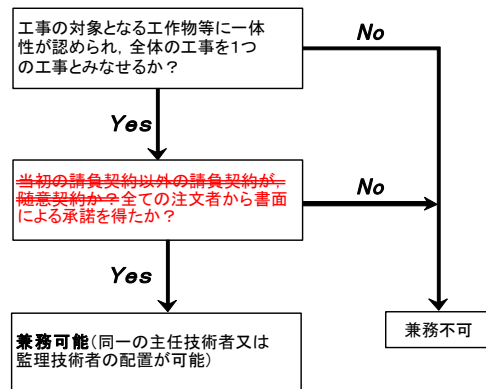 工事の対象となる工作物等に一体
性が認められ，全体の工事を1つ
の工事とみなせるか？
No
Yes
当初の請負契約以外の請負契約が，
随意契約か？全ての注文者から書面
による承諾を得たか？
No
Yes
兼務可能（同一の主任技術者又は
監理技術者の配置が可能）
兼務不可